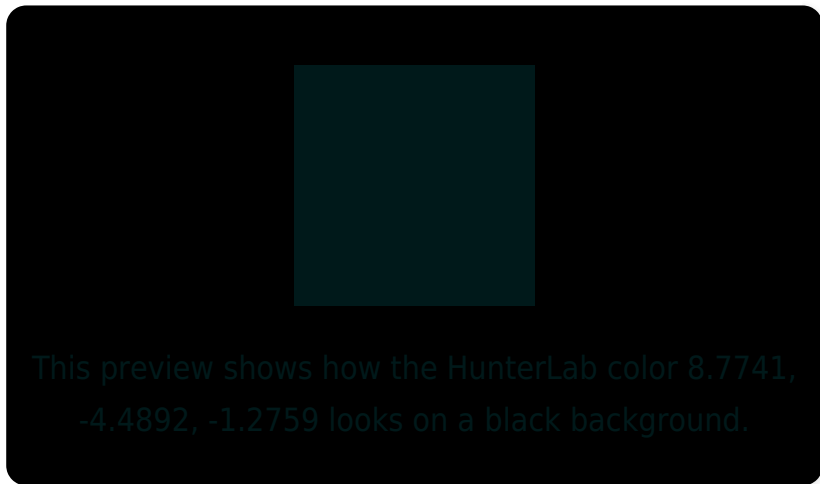 This preview shows how the HunterLab color 8.7741,
-4.4892, -1.2759 looks on a black background.